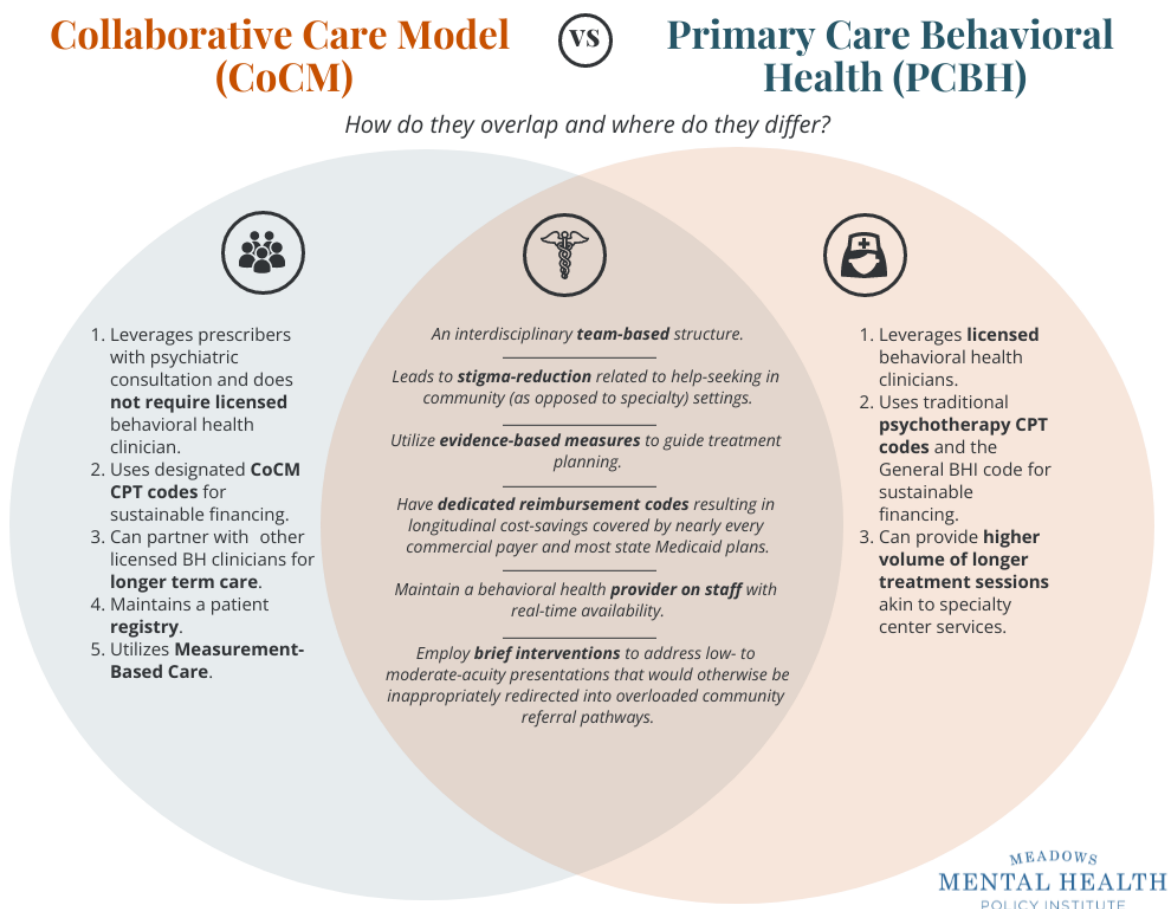 Collaborative Care Model
(CoCM)
VS
Primary Care Behavioral
Health (PCBH)
How do they overlap and where do they differ?
1. Leverages prescribers
with psychiatric
consultation and does
not require licensed
behavioral health
clinician.
2. Uses designated CoCM
CPT codes for
sustainable financing.
3. Can partner with other
licensed BH clinicians for
longer term care.
4. Maintains a patient
registry.
5. Utilizes Measurement-
Based Care.
An interdisciplinary team-based structure.
Leads to stigma-reduction related to help-seeking in
community (as opposed to specialty) settings.
Utilize evidence-based measures to guide treatment
planning.
Have dedicated reimbursement codes resulting in
longitudinal cost-savings covered by nearly every
commercial payer and most state Medicaid plans.
Maintain a behavioral health provider on staff with
real-time availability.
Employ brief interventions to address low- to
moderate-acuity presentations that would otherwise be
inappropriately redirected into overloaded community
referral pathways.
1. Leverages licensed
behavioral health
clinicians.
2. Uses traditional
psychotherapy CPT
codes and the
General BHI code for
sustainable
financing.
3. Can provide higher
volume of longer
treatment sessions
akin to specialty
center services.
MEADOWS
MENTAL HEALTH
POLICY INSTITUTE